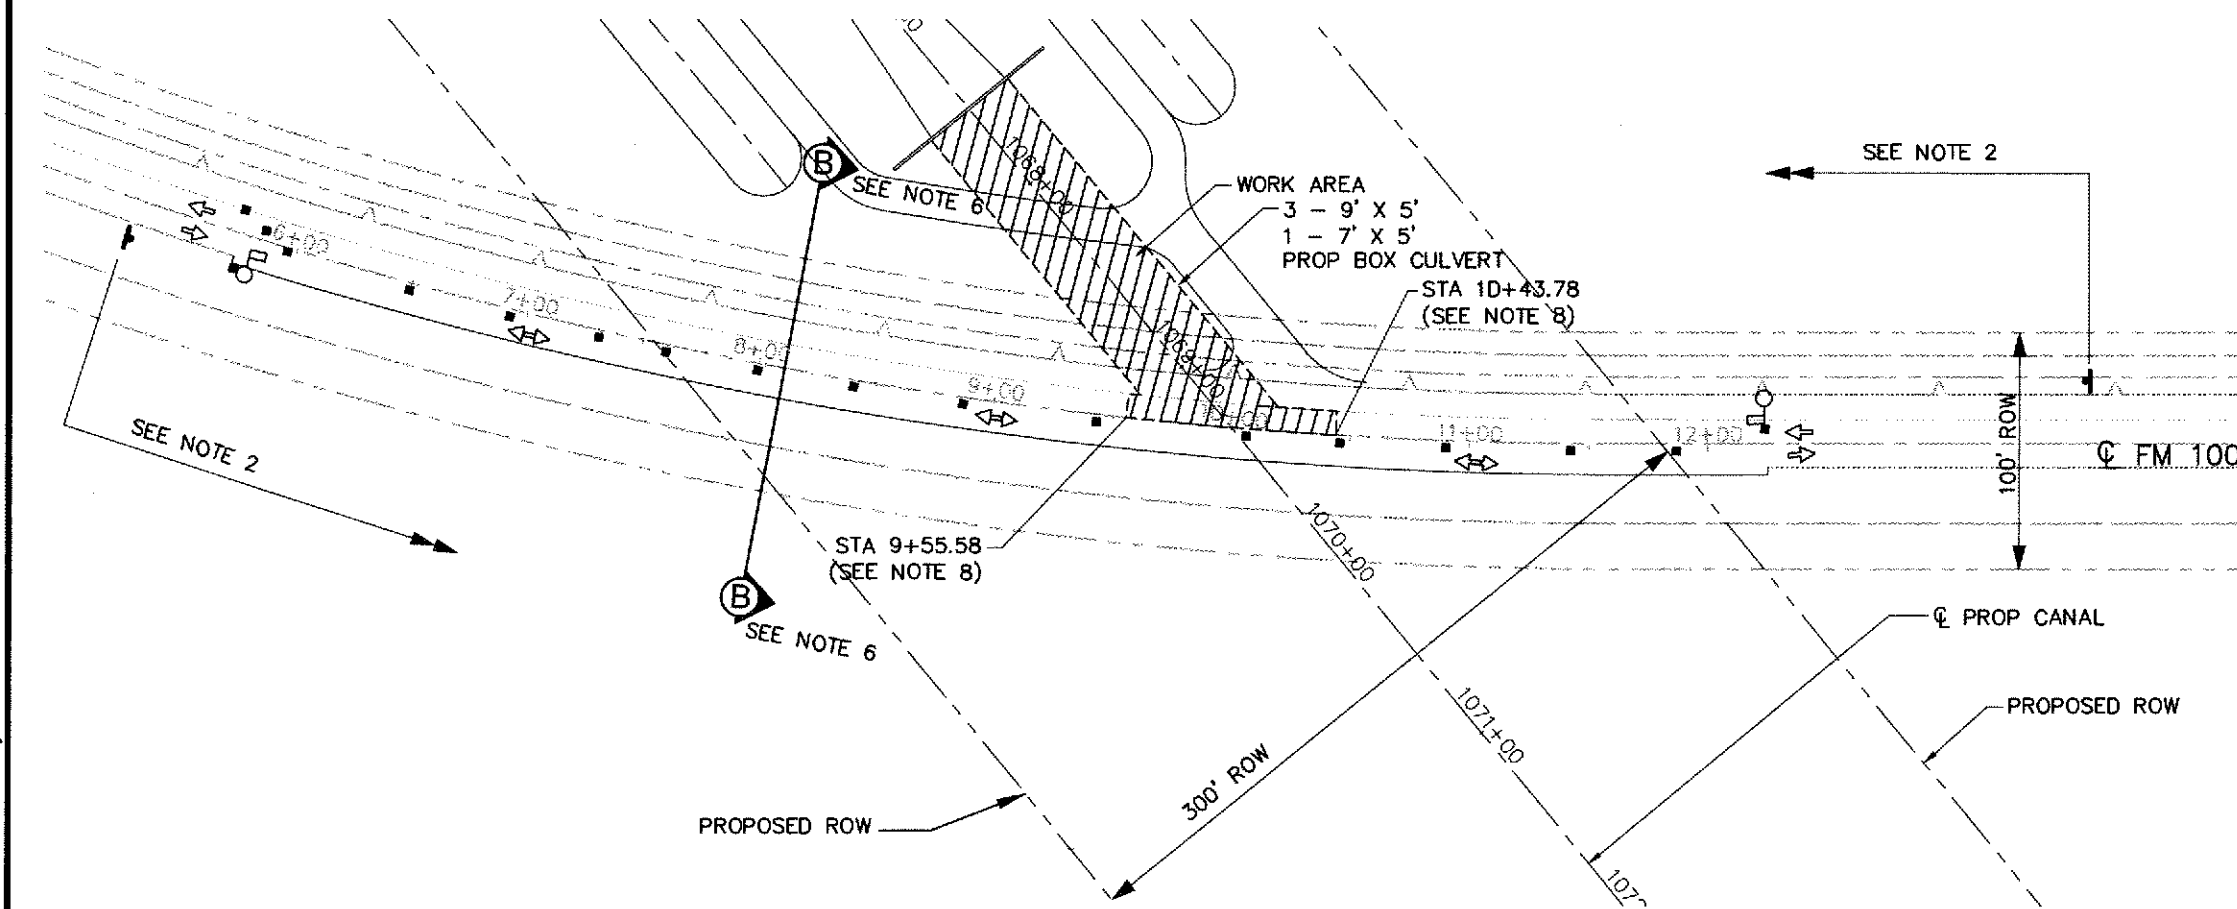 SEE NOTE 2
B
SEE NOTE 6
WORK AREA
3 - 9' X 5'
1 - 7' X 5'
PROP BOX CULVERT
STA 1D+43.78
(SEE NOTE 8)
1068+00
1069+00
6+00
7+00
8+00
9+00
10+00
11+00
12+00
100' ROW
℄ FM 100
SEE NOTE 2
STA 9+55.58
(SEE NOTE 8)
B
SEE NOTE 6
1070+00
℄ PROP CANAL
1071+00
PROPOSED ROW
300' ROW
PROPOSED ROW